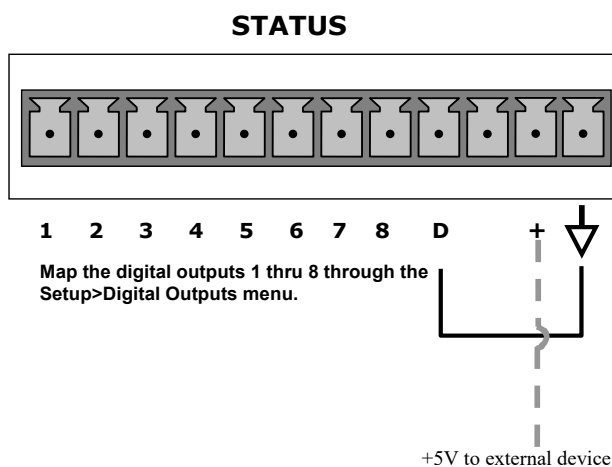 STATUS
1 2 3 4 5 6 7 8 D +
Map the digital outputs 1 thru 8 through the
Setup>Digital Outputs menu.
+5V to external device